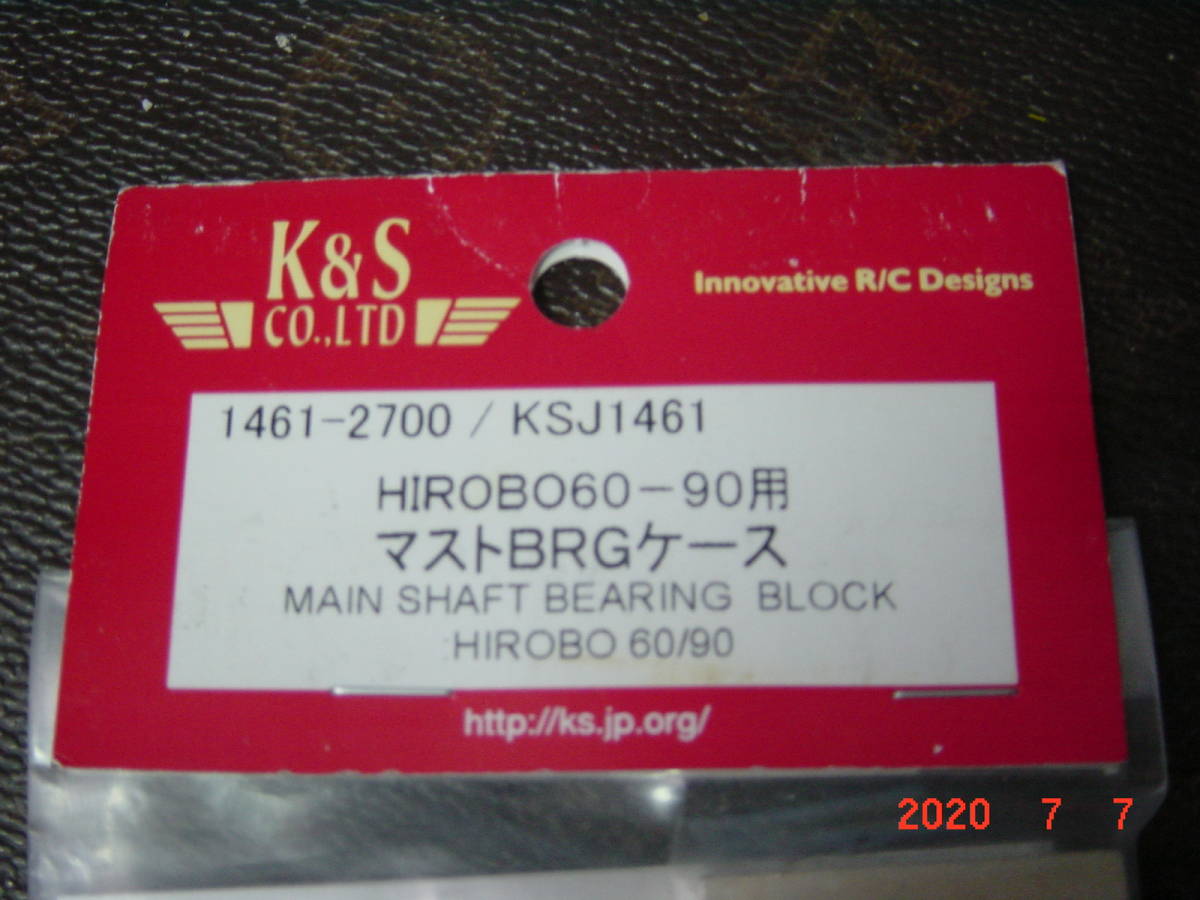 K&S
CO.,LTD
Innovative R/C Designs
1461-2700 / KSJ1461
HIROBO60-90用
マストBRGケース
MAIN SHAFT BEARING BLOCK
HIROBO 60/90
http://ks.jp.org/
2020 7 7